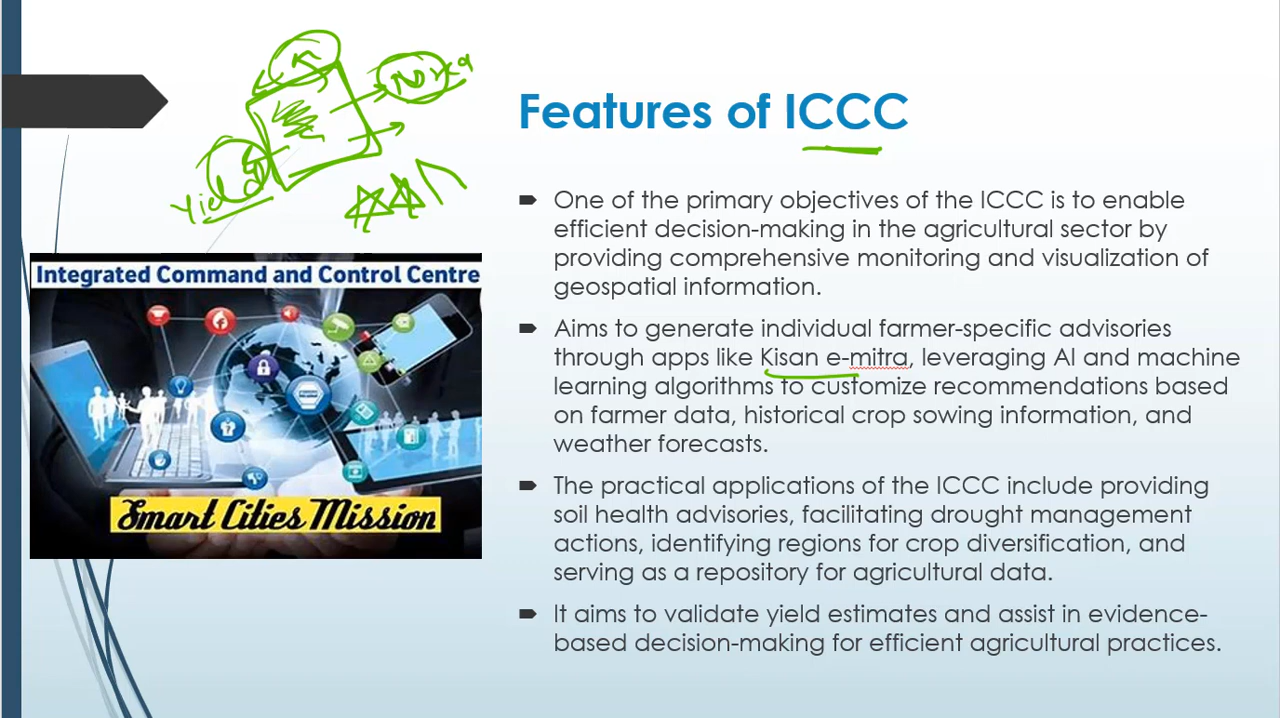 Yield
Features of ICCC
One of the primary objectives of the ICCC is to enable
efficient decision-making in the agricultural sector by
providing comprehensive monitoring and visualization of
geospatial information.
Aims to generate individual farmer-specific advisories
through apps like Kisan e-mitra, leveraging AI and machine
learning algorithms to customize recommendations based
on farmer data, historical crop sowing information, and
weather forecasts.
The practical applications of the ICCC include providing
soil health advisories, facilitating drought management
actions, identifying regions for crop diversification, and
serving as a repository for agricultural data.
It aims to validate yield estimates and assist in evidence-
based decision-making for efficient agricultural practices.
Integrated Command and Control Centre
Smart Cities Mission